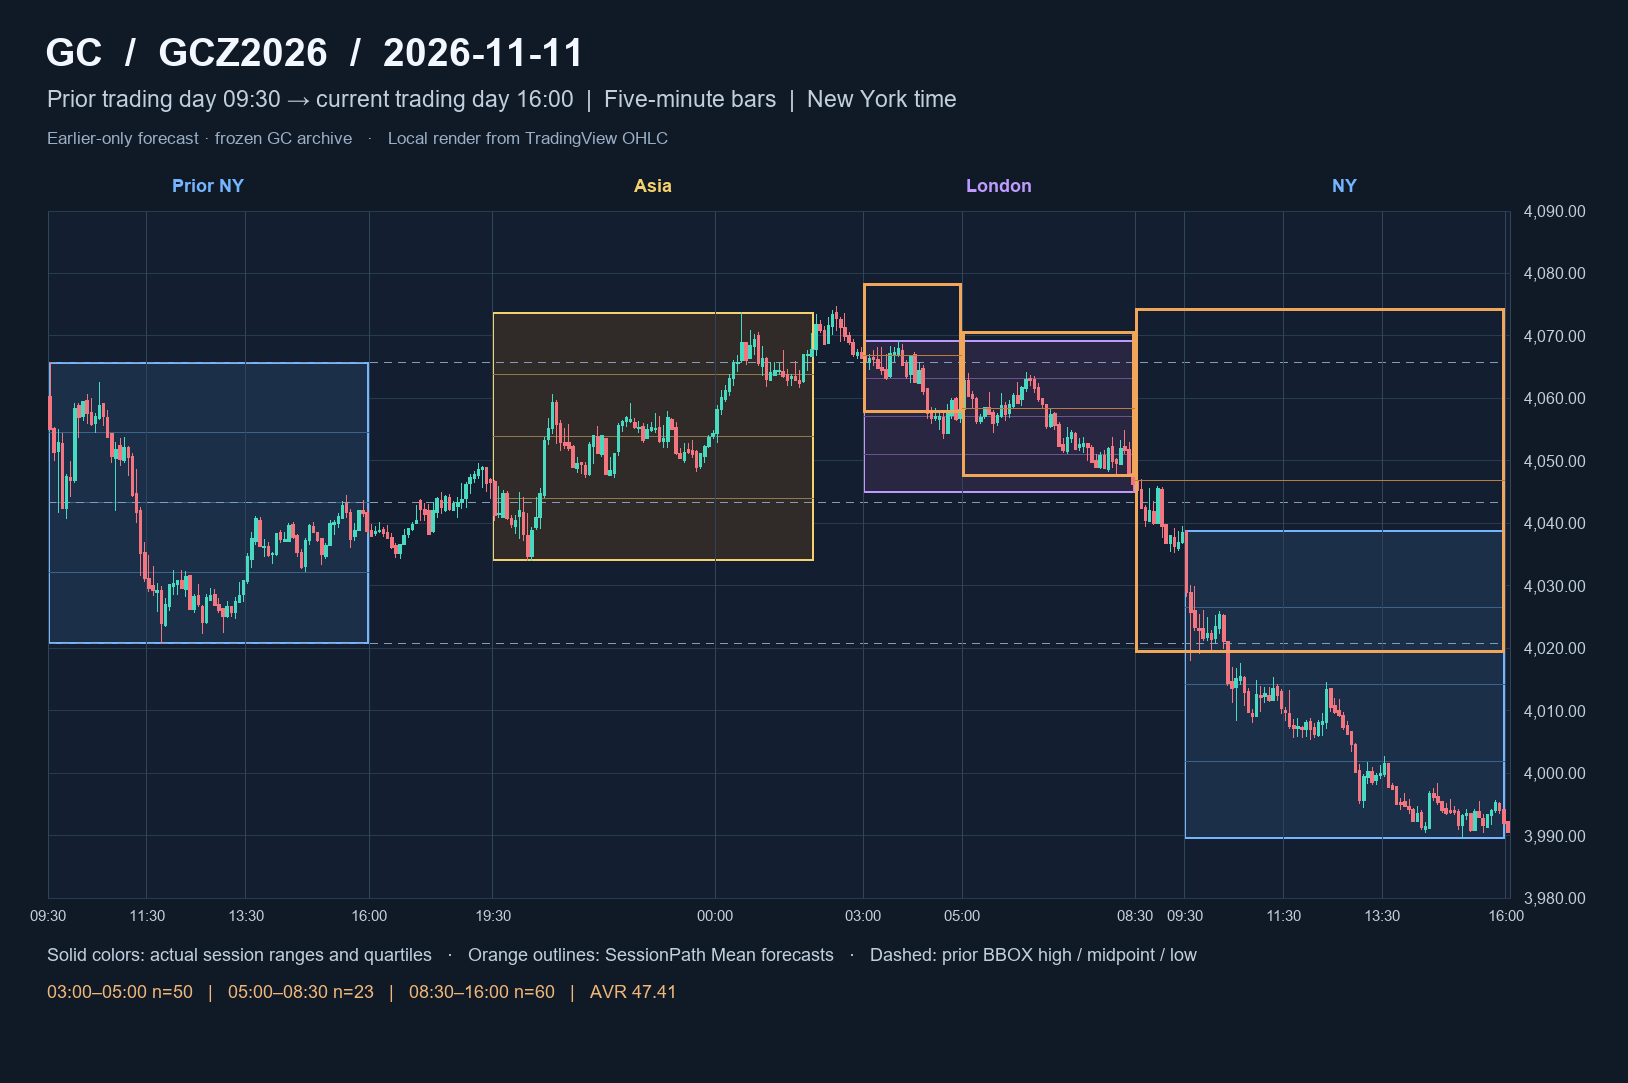 GC / GCZ2026 / 2026-11-11
Prior trading day 09:30 → current trading day 16:00 | Five-minute bars | New York time
Earlier-only forecast · frozen GC archive · Local render from TradingView OHLC
Prior NY Asia London NY
4,090.00
4,080.00
4,070.00
4,060.00
4,050.00
4,040.00
4,030.00
4,020.00
4,010.00
4,000.00
3,990.00
3,980.00
09:30 11:30 13:30 16:00 19:30 00:00 03:00 05:00 08:30 09:30 11:30 13:30 16:00
Solid colors: actual session ranges and quartiles · Orange outlines: SessionPath Mean forecasts · Dashed: prior BBOX high / midpoint / low
03:00–05:00 n=50 | 05:00–08:30 n=23 | 08:30–16:00 n=60 | AVR 47.41